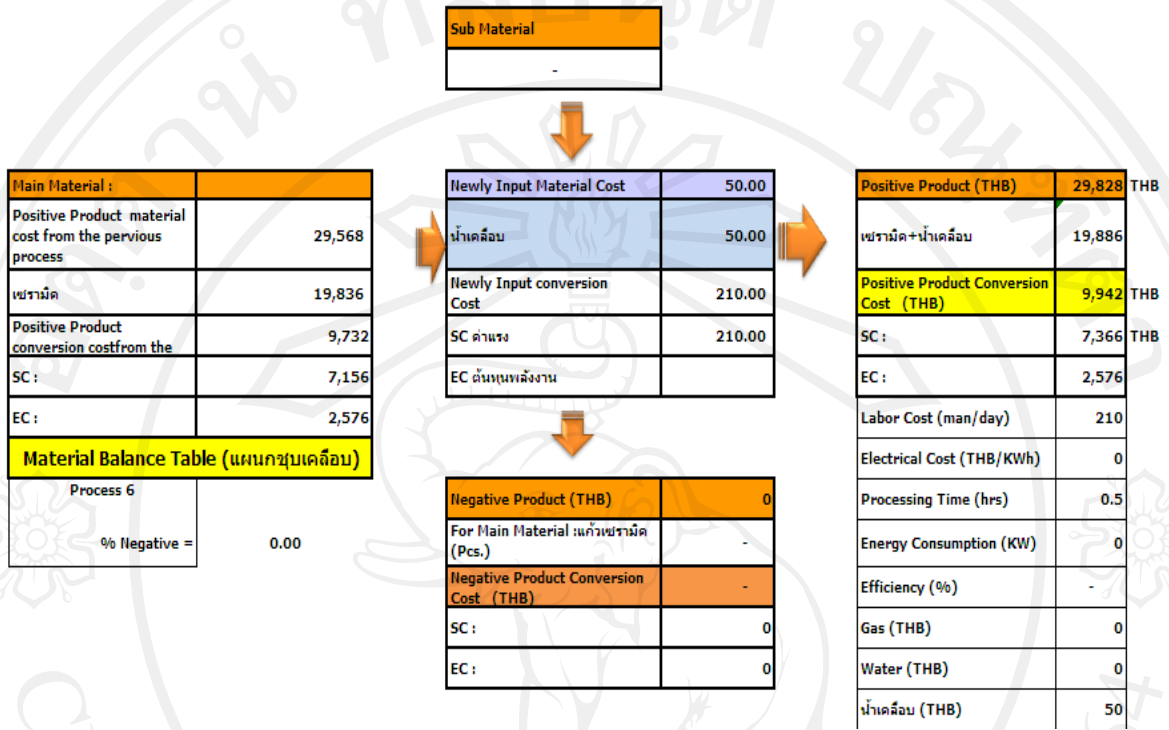 Sub Material
-
Main Material :
Positive Product material
cost from the pervious
process
29,568
เซรามิค
19,836
Positive Product
conversion costfrom the
9,732
SC :
7,156
EC :
2,576
Material Balance Table (แผนกชุบเคลือบ)
Process 6
% Negative =
0.00
Newly Input Material Cost
50.00
น้ำเคลือบ
50.00
Newly Input conversion
Cost
210.00
SC ค่าแรง
210.00
EC ต้นทุนพลังงาน
Negative Product (THB)
0
For Main Material :แก้วเซรามิค
(Pcs.)
-
Negative Product Conversion
Cost (THB)
-
SC :
0
EC :
0
Positive Product (THB)
29,828 THB
เซรามิค+น้ำเคลือบ
19,886
Positive Product Conversion
Cost (THB)
9,942 THB
SC :
7,366 THB
EC :
2,576
Labor Cost (man/day)
210
Electrical Cost (THB/KWh)
0
Processing Time (hrs)
0.5
Energy Consumption (KW)
0
Efficiency (%)
-
Gas (THB)
0
Water (THB)
0
น้ำเคลือบ (THB)
50